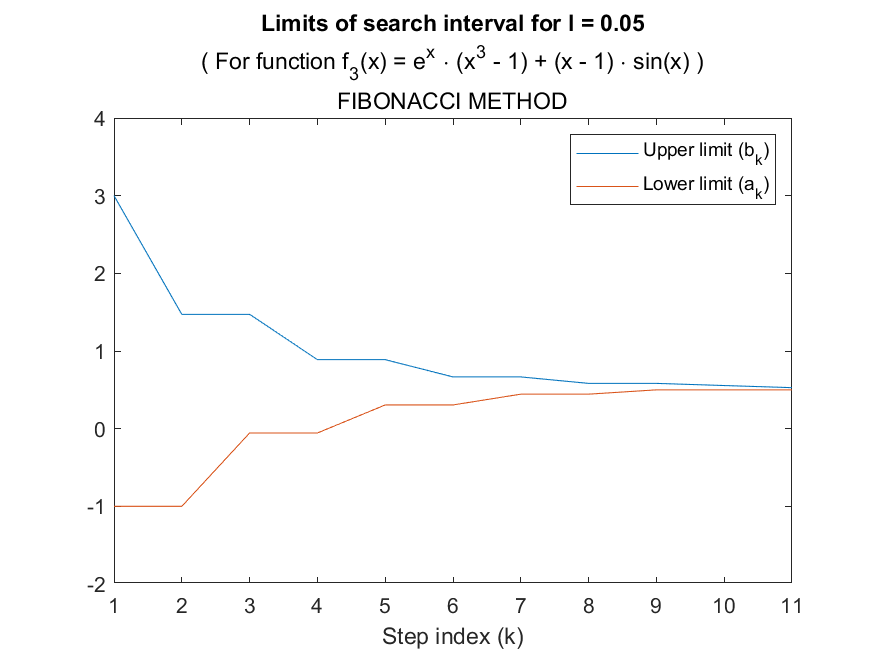 Limits of search interval for l = 0.05
( For function f₃(x) = eˣ · (x³ - 1) + (x - 1) · sin(x) )
FIBONACCI METHOD
4
3
2
1
0
-1
-2
Upper limit (bₖ)
Lower limit (aₖ)
1 2 3 4 5 6 7 8 9 10 11
Step index (k)